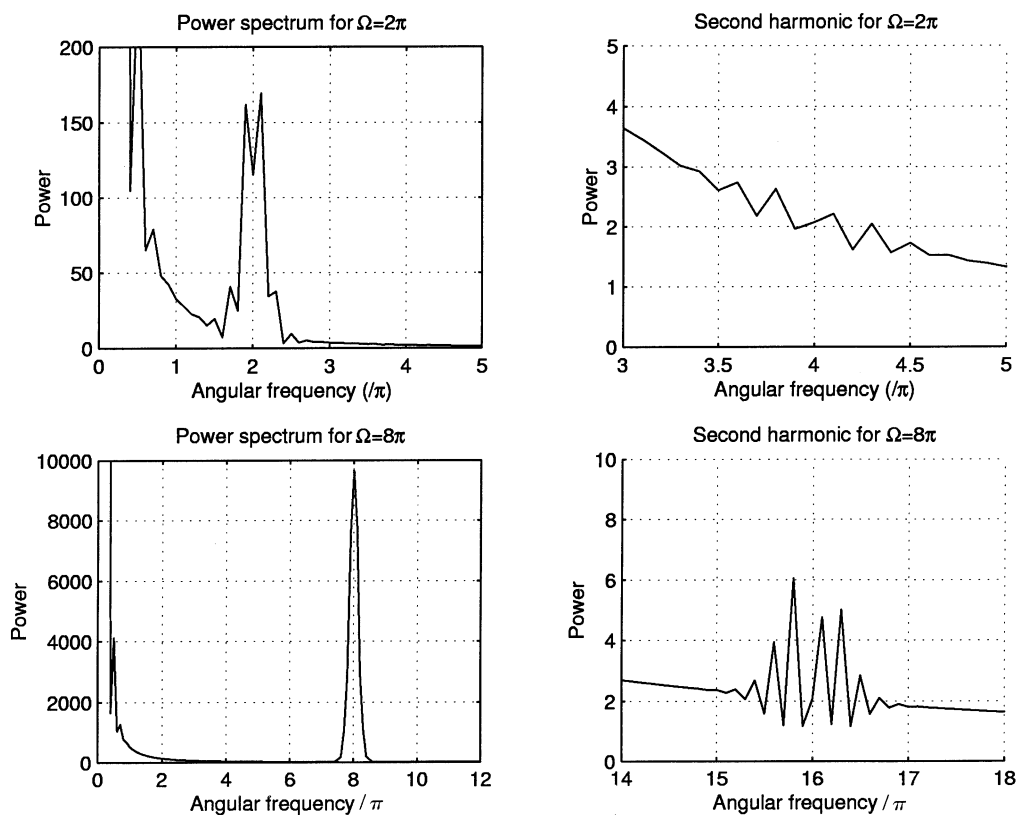 Power spectrum for Ω=2π
200
150
100
50
0
Power
0 1 2 3 4 5
Angular frequency (/π)
Second harmonic for Ω=2π
5
4
3
2
1
0
Power
3 3.5 4 4.5 5
Angular frequency (/π)
Power spectrum for Ω=8π
10000
8000
6000
4000
2000
0
Power
0 2 4 6 8 10 12
Angular frequency / π
Second harmonic for Ω=8π
10
8
6
4
2
0
Power
14 15 16 17 18
Angular frequency / π